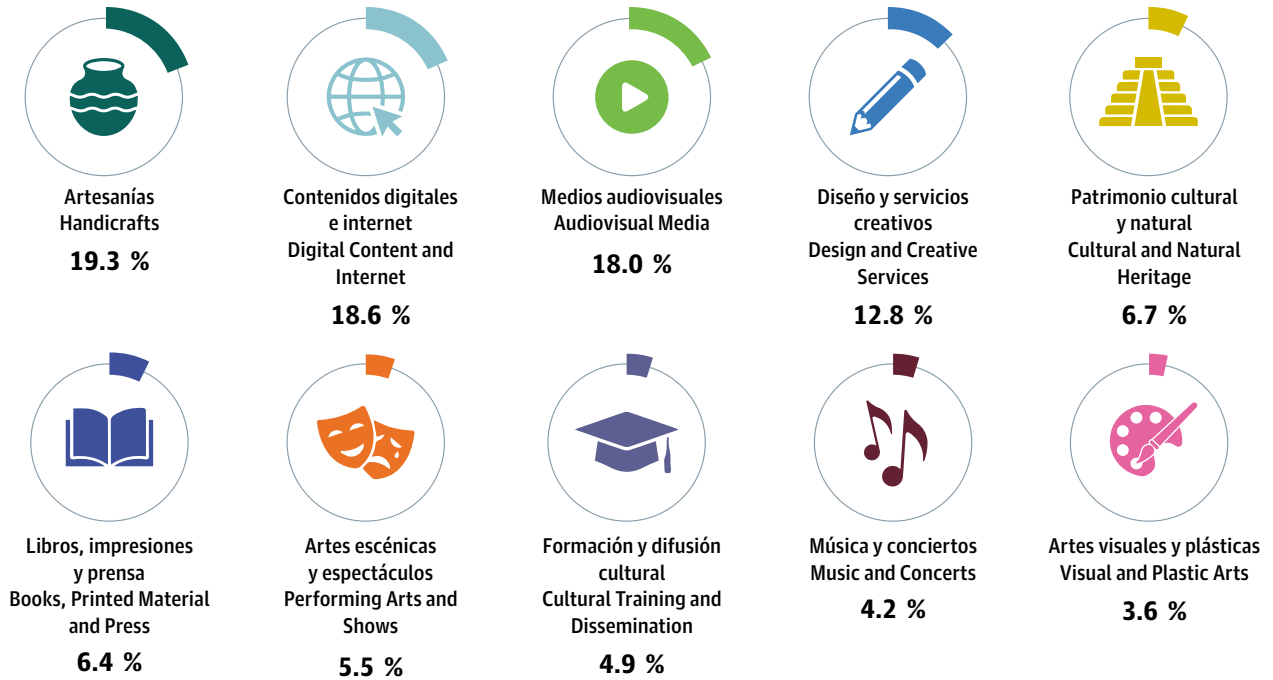 Artesanías
Handicrafts
19.3 %
Contenidos digitales
e internet
Digital Content and
Internet
18.6 %
Medios audiovisuales
Audiovisual Media
18.0 %
Diseño y servicios
creativos
Design and Creative
Services
12.8 %
Patrimonio cultural
y natural
Cultural and Natural
Heritage
6.7 %
Libros, impresiones
y prensa
Books, Printed Material
and Press
6.4 %
Artes escénicas
y espectáculos
Performing Arts and
Shows
5.5 %
Formación y difusión
cultural
Cultural Training and
Dissemination
4.9 %
Música y conciertos
Music and Concerts
4.2 %
Artes visuales y plásticas
Visual and Plastic Arts
3.6 %